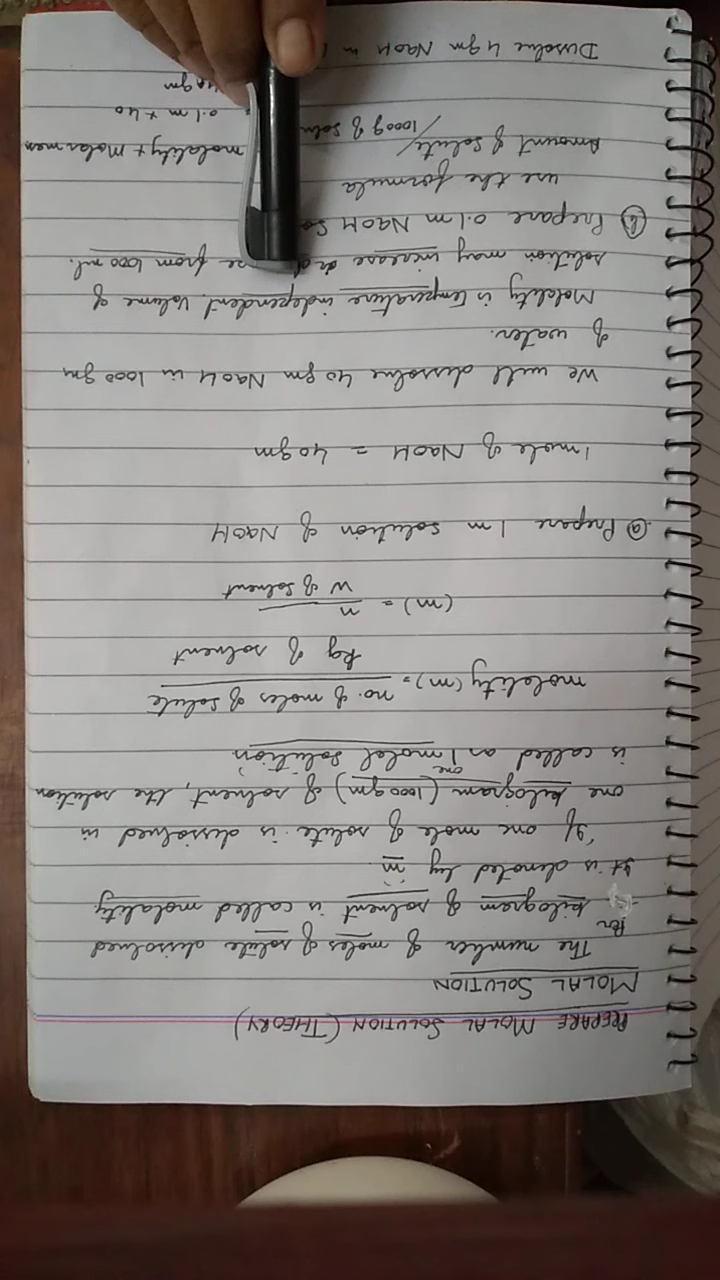 PREPARE MOLAL SOLUTION (THEORY)
MOLAL SOLUTION
The number of moles of solute dissolved
per
kilogram of solvent is called molality.
It is denoted by "m".
"If one mole of solute is dissolved in
one kilogram (1000gm) of solvent, the solution
is called as one molal solution"
molality (m) = no. of moles of solute
kg of solvent
(m) = n
W of solvent
(a) Prepare 1 m solution of NaOH
1 mole of NaOH = 40 gm
We will dissolve 40 gm NaOH in 1000 gm
of water.
Molality is temperature independent. Volume of
solution may increase or from 1000 ml.
(b) Prepare 0.1 m NaOH
use the formula
Amount of solute / 1000g of soln molality × Molar mass
0.1 m × 40
gm
Dissolve 4 gm NaOH in